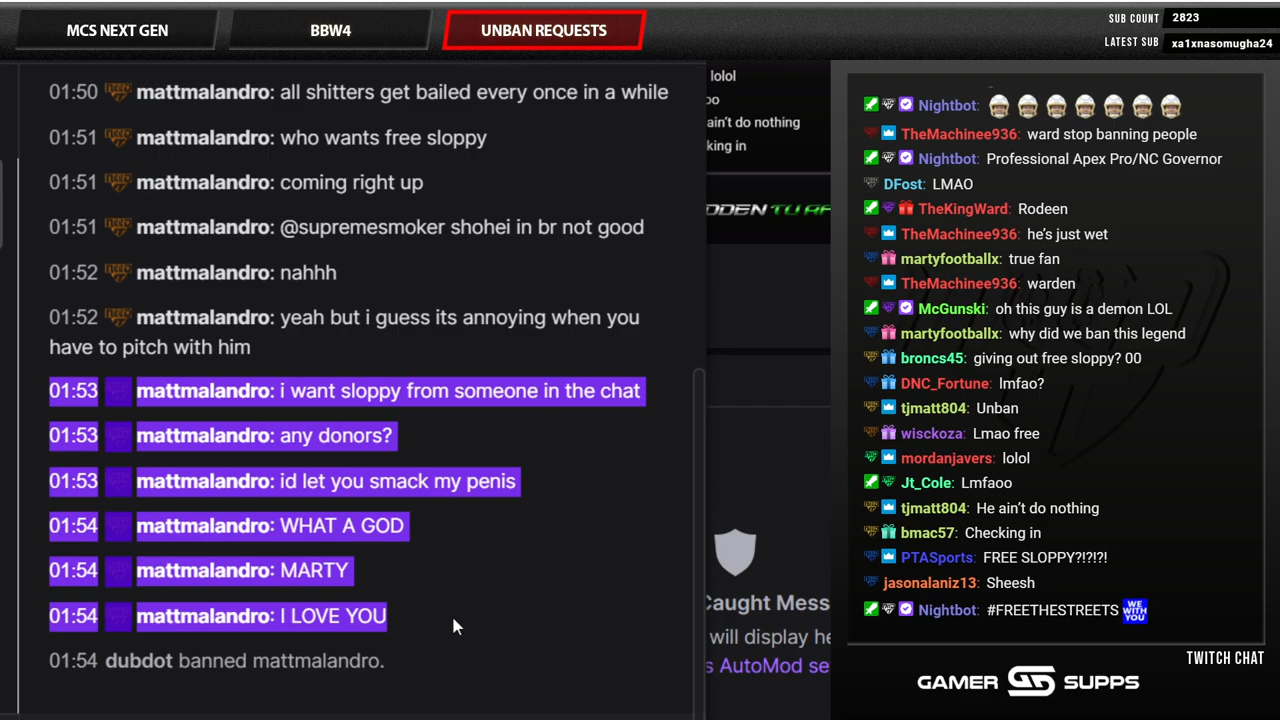 MCS NEXT GEN
BBW4
UNBAN REQUESTS
SUB COUNT 2823
LATEST SUB xa1xnasomugha24
01:50 mattmalandro: all shitters get bailed every once in a while
01:51 mattmalandro: who wants free sloppy
01:51 mattmalandro: coming right up
01:51 mattmalandro: @supremesmoker shohei in br not good
01:52 mattmalandro: nahhh
01:52 mattmalandro: yeah but i guess its annoying when you
have to pitch with him
01:53 mattmalandro: i want sloppy from someone in the chat
01:53 mattmalandro: any donors?
01:53 mattmalandro: id let you smack my penis
01:54 mattmalandro: WHAT A GOD
01:54 mattmalandro: MARTY
01:54 mattmalandro: I LOVE YOU
01:54 dubdot banned mattmalandro.
lolol
ain't do nothing
king in
DDEN TU
Caught Mess
will display he
s AutoMod se
Nightbot:
TheMachinee936: ward stop banning people
Nightbot: Professional Apex Pro/NC Governor
DFost: LMAO
TheKingWard: Rodeen
TheMachinee936: he's just wet
martyfootballx: true fan
TheMachinee936: warden
McGunski: oh this guy is a demon LOL
martyfootballx: why did we ban this legend
broncs45: giving out free sloppy? 00
DNC_Fortune: lmfao?
tjmatt804: Unban
wisckoza: Lmao free
mordanjavers: lolol
Jt_Cole: Lmfaoo
tjmatt804: He ain't do nothing
bmac57: Checking in
PTASports: FREE SLOPPY?!?!?!
jasonalaniz13: Sheesh
Nightbot: #FREETHESTREETS WE WITH YOU
TWITCH CHAT
GAMER SUPPS